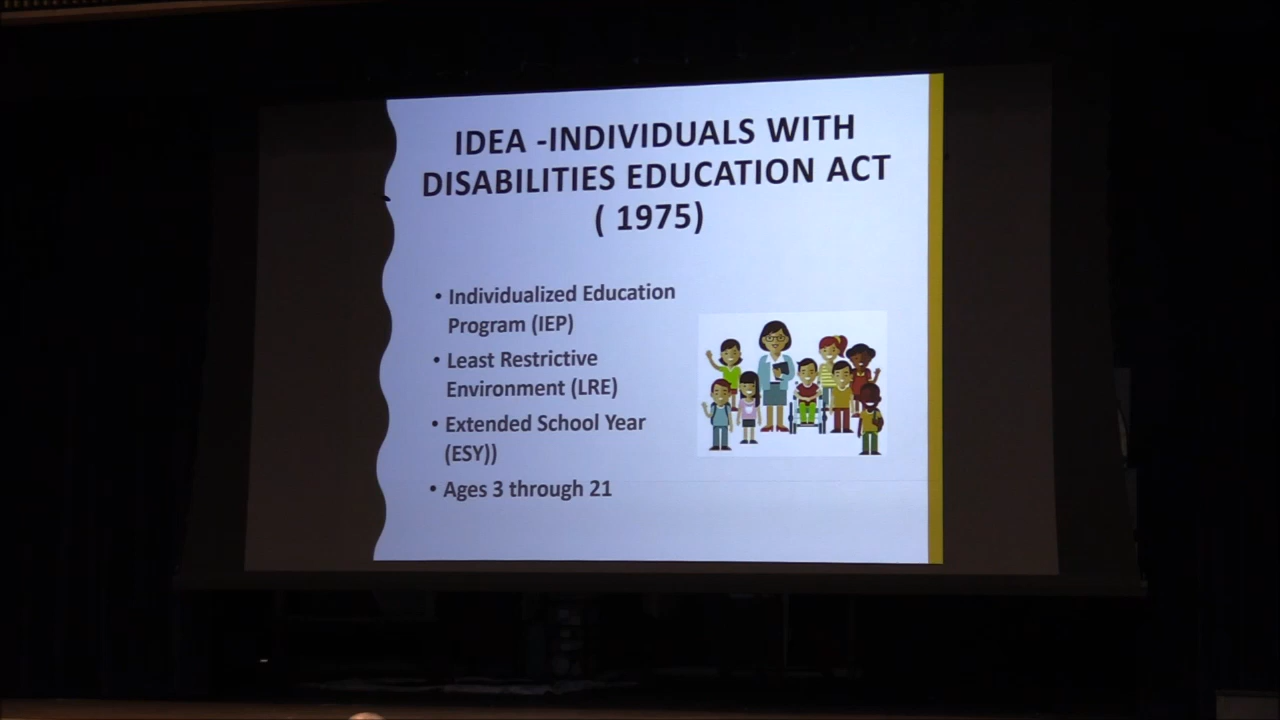 IDEA -INDIVIDUALS WITH
DISABILITIES EDUCATION ACT
( 1975)
• Individualized Education
Program (IEP)
• Least Restrictive
Environment (LRE)
• Extended School Year
(ESY))
• Ages 3 through 21